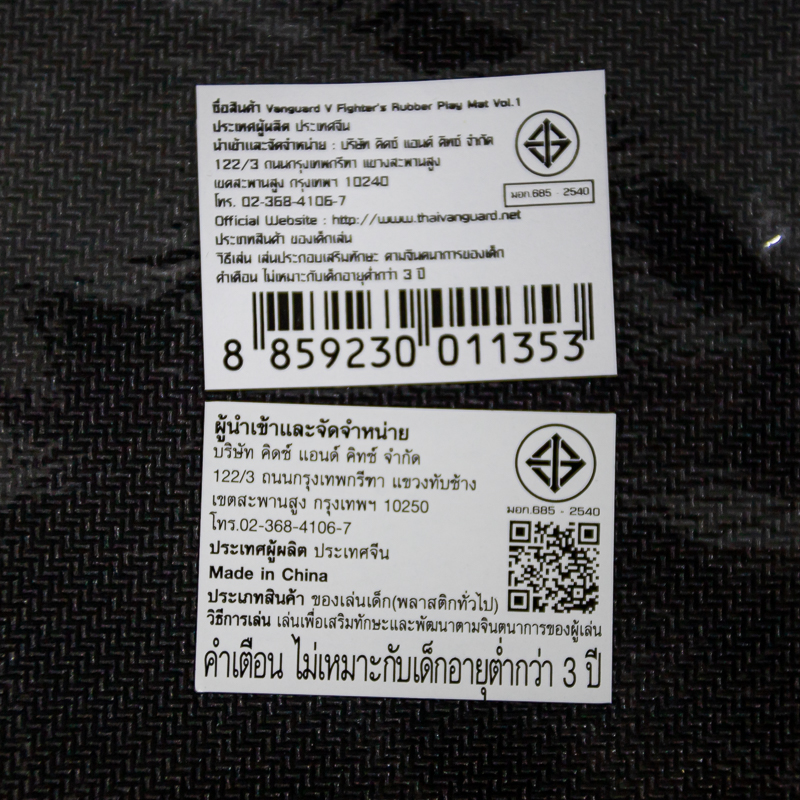 ชื่อสินค้า Vanguard V Fighter's Rubber Play Mat Vol.1
ประเทศผู้ผลิต ประเทศจีน
นำเข้าและจัดจำหน่าย : บริษัท คิดซ์ แอนด์ คิทซ์ จำกัด
122/3 ถนนกรุงเทพกรีฑา แขวงสะพานสูง
เขตสะพานสูง กรุงเทพฯ 10240
โทร. 02-368-4106-7
Official Website : http://www.thaivanguard.net
ประเภทสินค้า ของเด็กเล่น
วิธีเล่น เล่นประกอบเสริมทักษะ ตามจินตนาการของเด็ก
คำเตือน ไม่เหมาะกับเด็กอายุต่ำกว่า 3 ปี
มอก.685 - 2540
8 859230 011353
ผู้นำเข้าและจัดจำหน่าย
บริษัท คิดซ์ แอนด์ คิทซ์ จำกัด
122/3 ถนนกรุงเทพกรีฑา แขวงทับช้าง
เขตสะพานสูง กรุงเทพฯ 10250
โทร.02-368-4106-7
ประเทศผู้ผลิต ประเทศจีน
Made in China
มอก.685 - 2540
ประเภทสินค้า ของเล่นเด็ก(พลาสติกทั่วไป)
วิธีการเล่น เล่นเพื่อเสริมทักษะและพัฒนาตามจินตนาการของผู้เล่น
คำเตือน ไม่เหมาะกับเด็กอายุต่ำกว่า 3 ปี